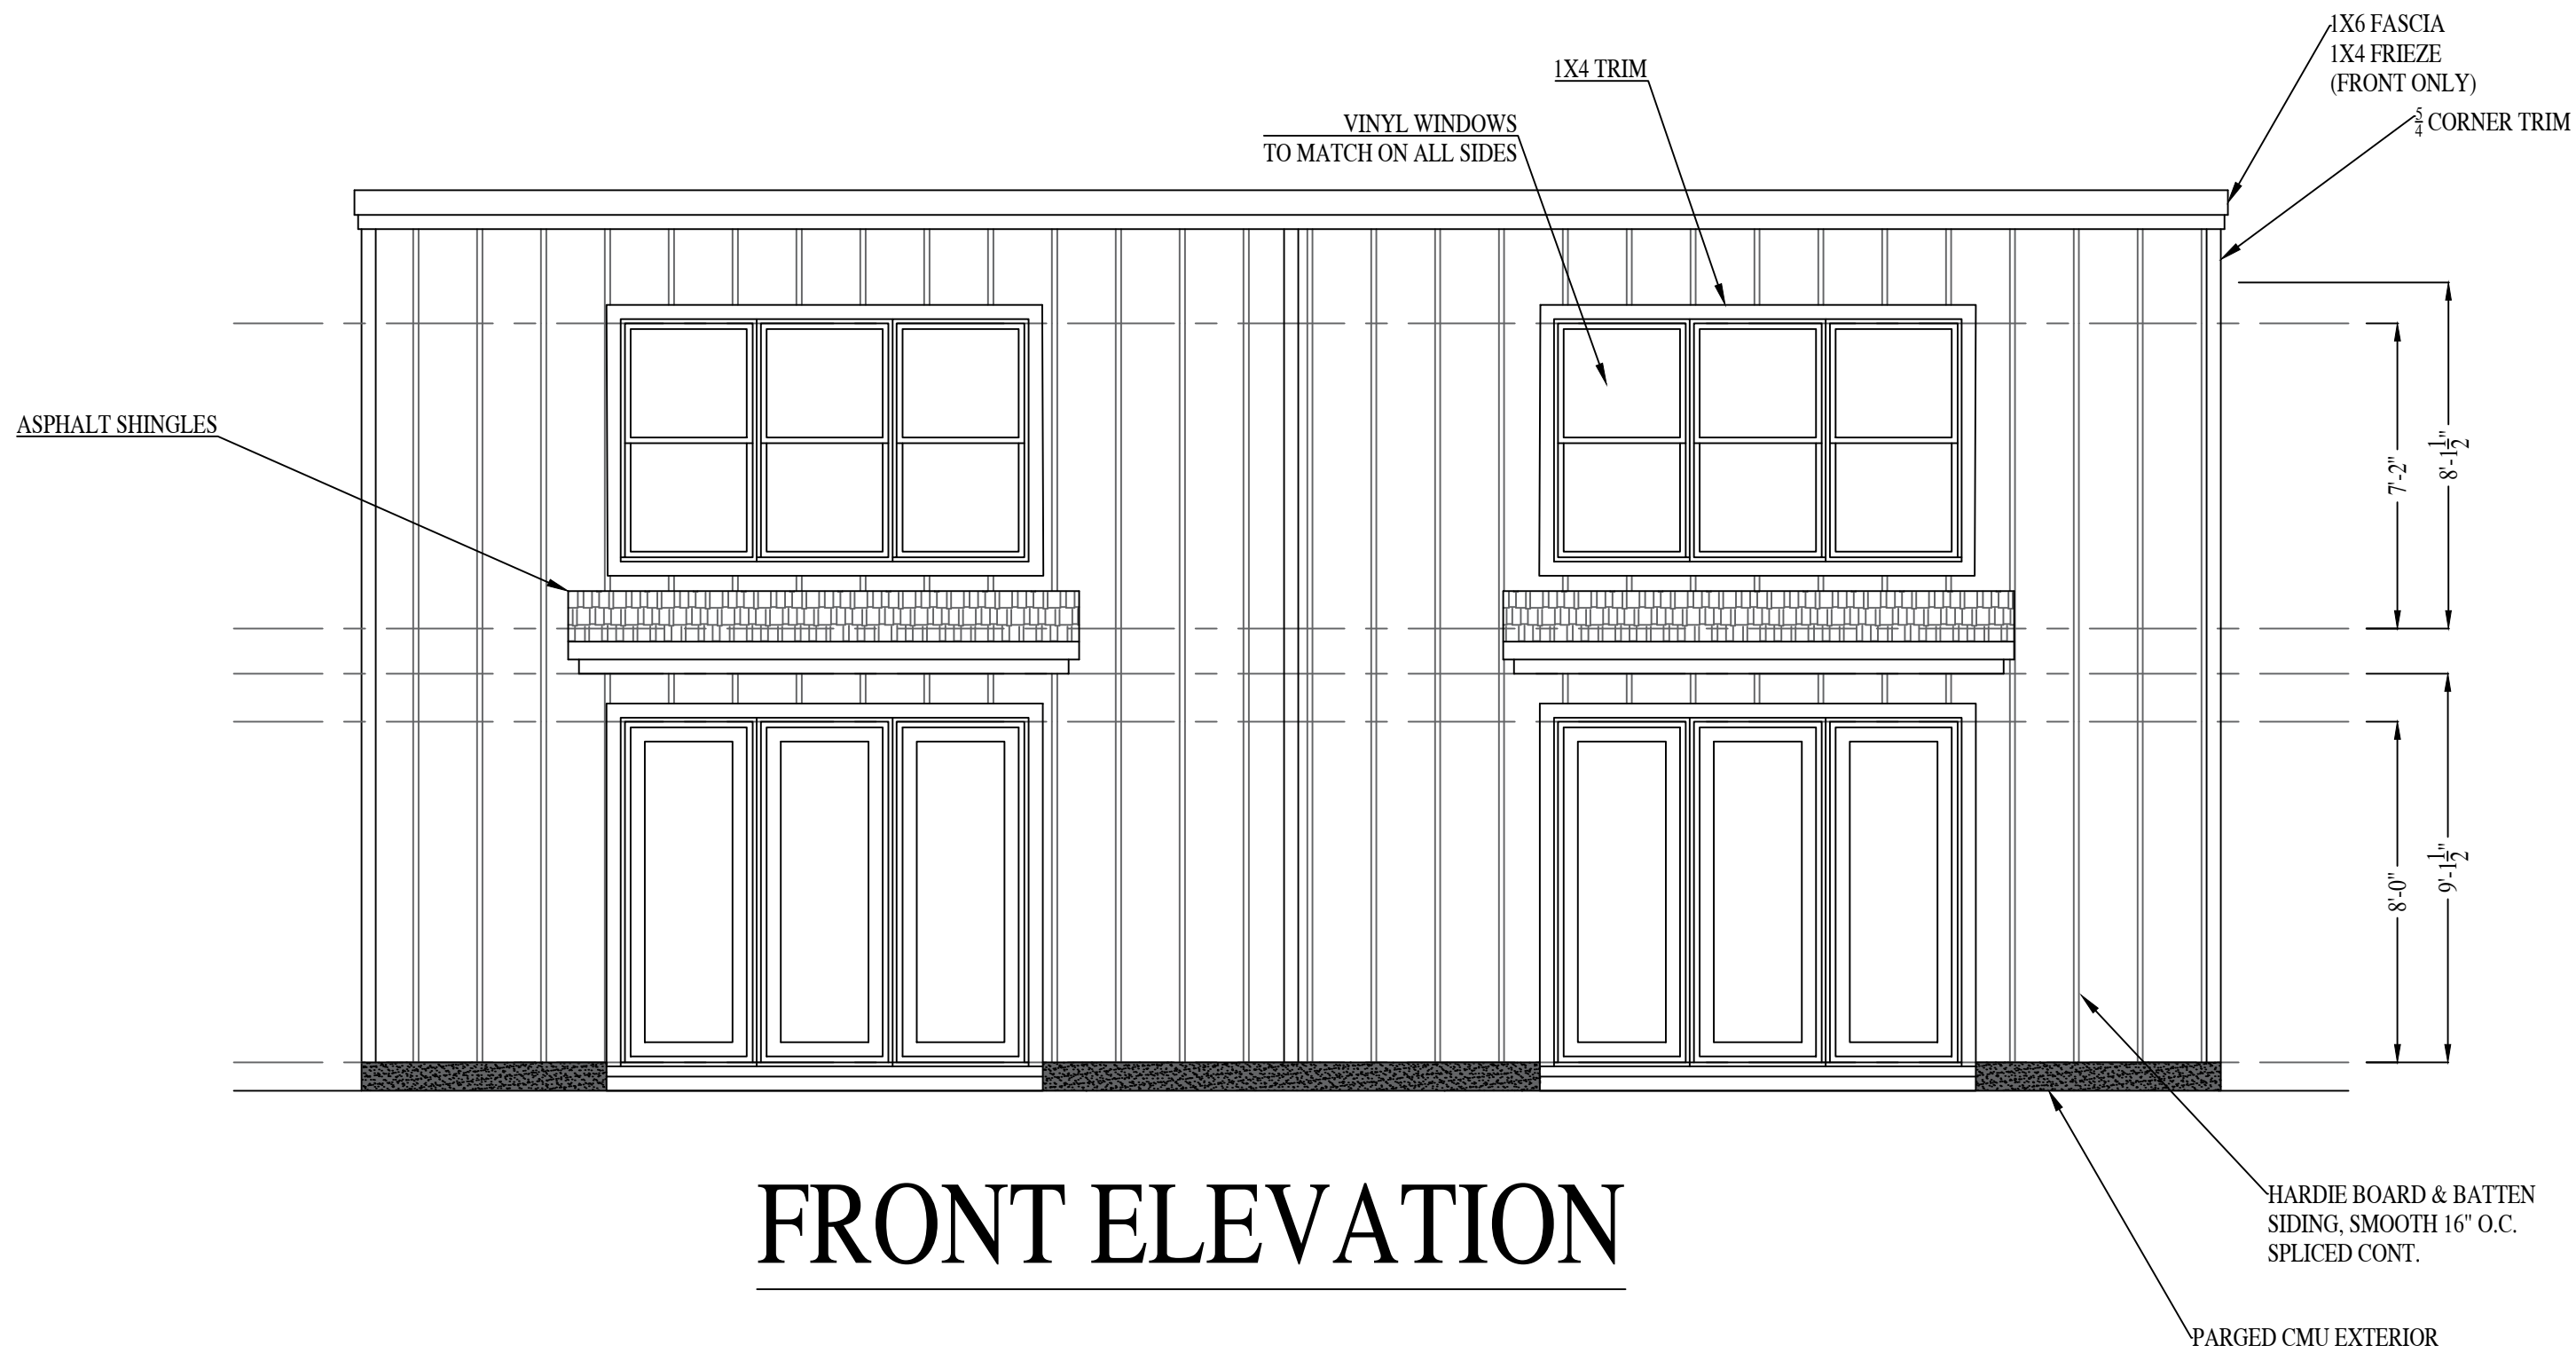 1X6 FASCIA
1X4 FRIEZE
(FRONT ONLY)
5/4 CORNER TRIM
1X4 TRIM
VINYL WINDOWS
TO MATCH ON ALL SIDES
ASPHALT SHINGLES
7'-2"
8'-1 1/2"
8'-0"
9'-1 1/2"
FRONT ELEVATION
HARDIE BOARD & BATTEN
SIDING, SMOOTH 16" O.C.
SPLICED CONT.
PARGED CMU EXTERIOR